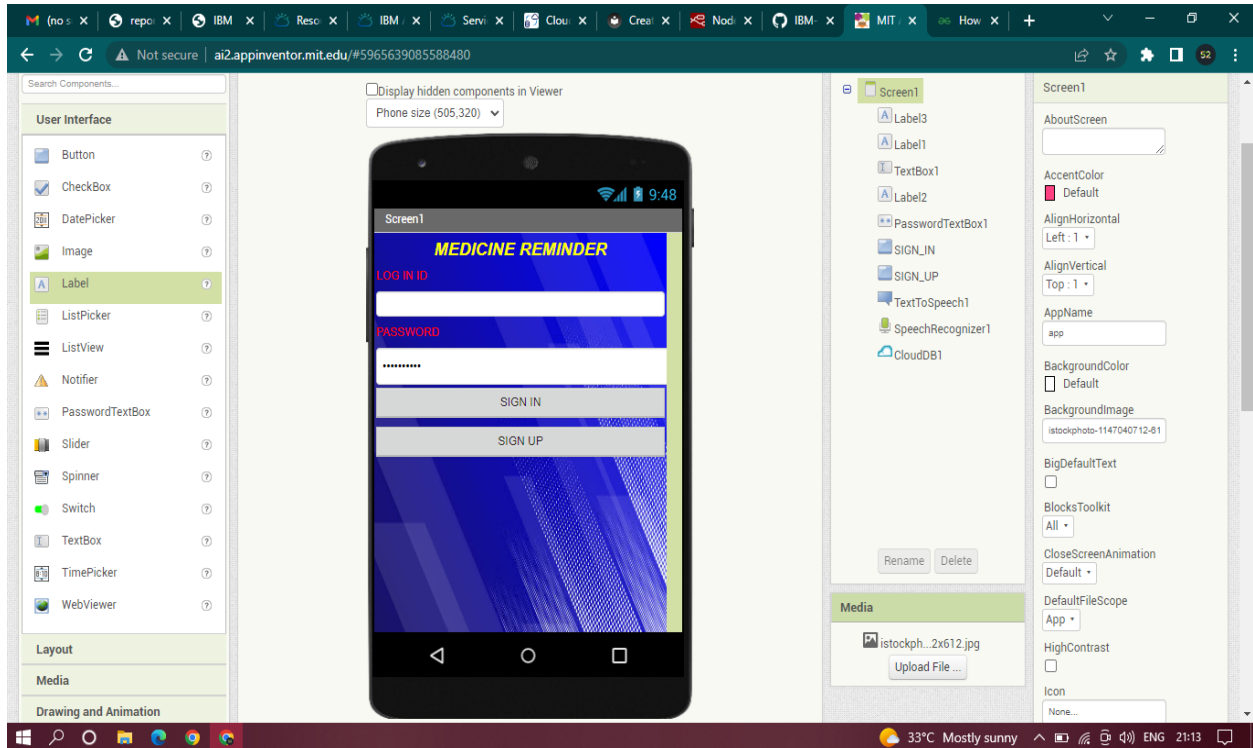 M (no s
repor
IBM
Reso
IBM /
Servi
Clou
Creat
Node
IBM-
MIT A
How
Not secure
ai2.appinventor.mit.edu/#5965639085588480
52
Search Components...
User Interface
Button
CheckBox
DatePicker
Image
Label
ListPicker
ListView
Notifier
PasswordTextBox
Slider
Spinner
Switch
TextBox
TimePicker
WebViewer
Layout
Media
Drawing and Animation
Display hidden components in Viewer
Phone size (505,320)
9:48
Screen1
MEDICINE REMINDER
LOG IN ID
PASSWORD
••••••••••
SIGN IN
SIGN UP
Screen1
Label3
Label1
TextBox1
Label2
PasswordTextBox1
SIGN_IN
SIGN_UP
TextToSpeech1
SpeechRecognizer1
CloudDB1
Rename Delete
Media
istockph...2x612.jpg
Upload File ...
Screen1
AboutScreen
AccentColor
Default
AlignHorizontal
Left : 1
AlignVertical
Top : 1
AppName
app
BackgroundColor
Default
BackgroundImage
istockphoto-1147040712-61
BigDefaultText
BlocksToolkit
All
CloseScreenAnimation
Default
DefaultFileScope
App
HighContrast
Icon
None...
33°C Mostly sunny
ENG
21:13